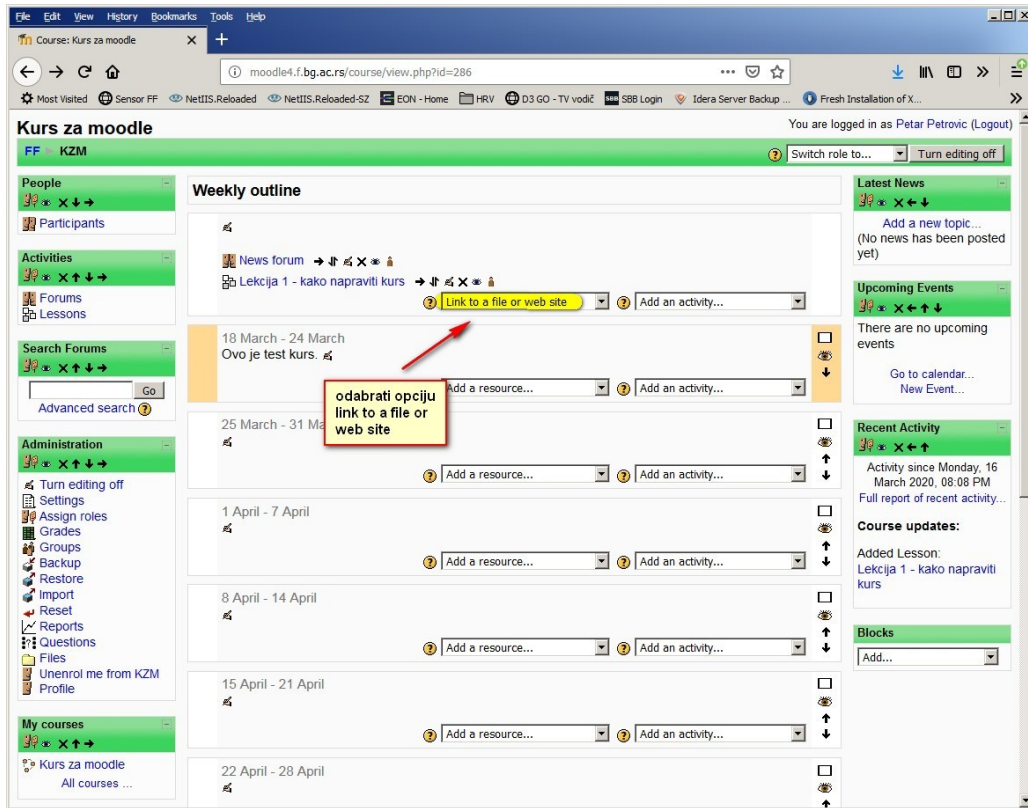 File Edit View History Bookmarks Tools Help
Course: Kurs za moodle
moodle4.f.bg.ac.rs/course/view.php?id=286
Most Visited Sensor FF NetIIS.Reloaded NetIIS.Reloaded-SZ EON - Home HRV D3 GO - TV vodič SBB Login Idera Server Backup ... Fresh Installation of X...
Kurs za moodle
You are logged in as Petar Petrovic (Logout)
FF KZM
Switch role to... Turn editing off
People
Participants
Activities
Forums
Lessons
Search Forums
Go
Advanced search
Administration
Turn editing off
Settings
Assign roles
Grades
Groups
Backup
Restore
Import
Reset
Reports
Questions
Files
Unenrol me from KZM
Profile
My courses
Kurs za moodle
All courses ...
Weekly outline
News forum
Lekcija 1 - kako napraviti kurs
Link to a file or web site Add an activity...
18 March - 24 March
Ovo je test kurs.
Add a resource... Add an activity...
odabrati opciju
link to a file or
web site
25 March - 31 Ma
Add a resource... Add an activity...
1 April - 7 April
Add a resource... Add an activity...
8 April - 14 April
Add a resource... Add an activity...
15 April - 21 April
Add a resource... Add an activity...
22 April - 28 April
Latest News
Add a new topic...
(No news has been posted
yet)
Upcoming Events
There are no upcoming
events
Go to calendar...
New Event...
Recent Activity
Activity since Monday, 16
March 2020, 08:08 PM
Full report of recent activity...
Course updates:
Added Lesson:
Lekcija 1 - kako napraviti
kurs
Blocks
Add...